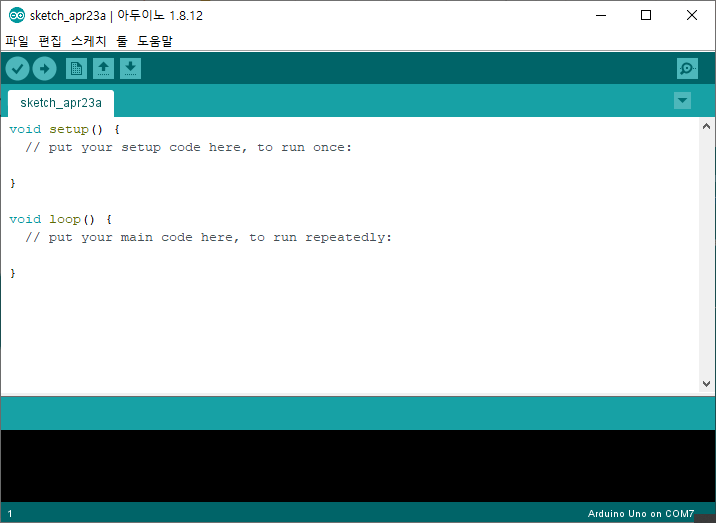 sketch_apr23a | 아두이노 1.8.12
파일 편집 스케치 툴 도움말
sketch_apr23a
void setup() {
  // put your setup code here, to run once:
}
void loop() {
  // put your main code here, to run repeatedly:
}
1 Arduino Uno on COM7